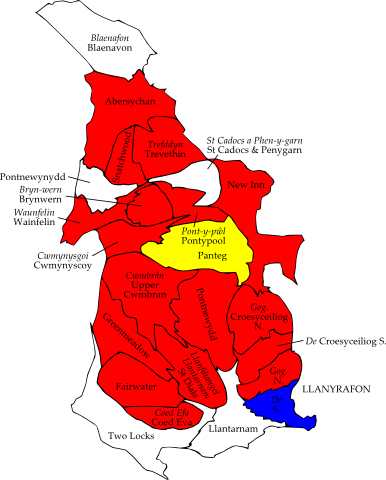 Blaenafon
Blaenavon
Abersychan
Snatchwood
Trefddyn
Trevethin
St Cadocs a Phen-y-garn
St Cadocs & Penygarn
Pontnewynydd
Bryn-wern
Brynwern
New Inn
Waunfelin
Wainfelin
Pont-y-pŵl
Pontypool
Cwmynysgoi
Cwmynyscoy
Panteg
Cwmbrân
Upper
Cwmbran
Pontnewydd
Gog.
Croesyceiliog
N.
De Croesyceiliog S.
Greenmeadow
Llanfihangel
Llantarnam
St Dials
Gog.
N.
Fairwater
LLANYRAFON
De
S.
Coed Efa
Coed Eva
Two Locks
Llantarnam